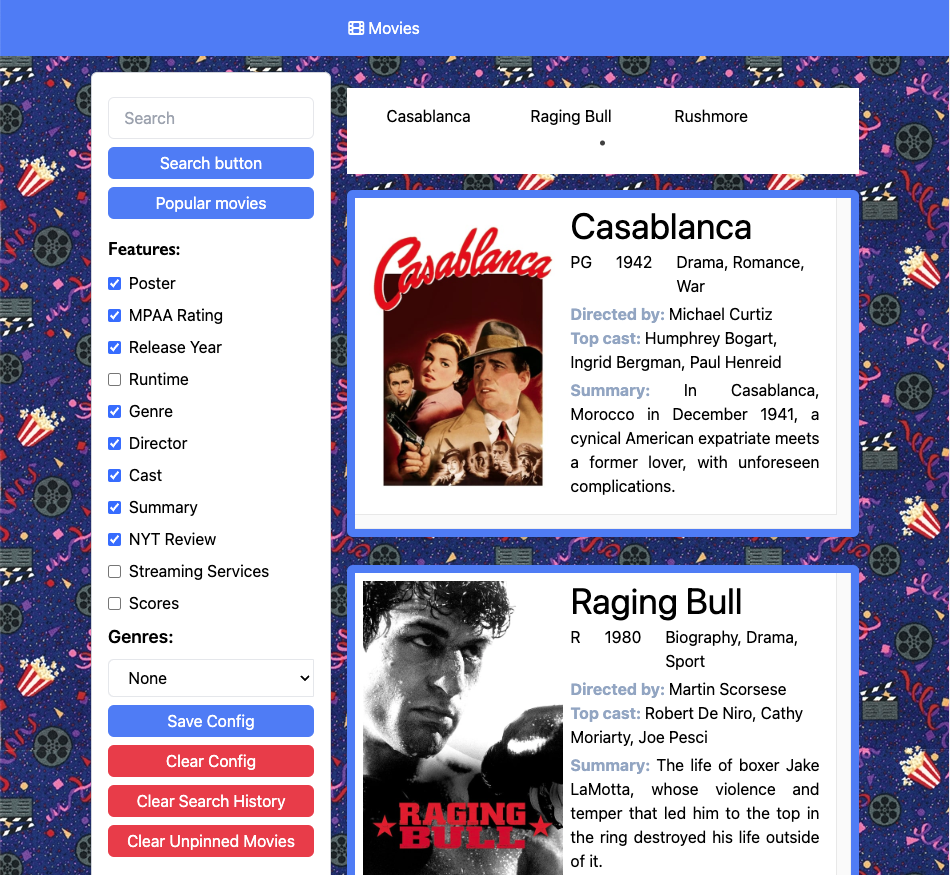 Movies
Search
Search button
Popular movies
Features:
Poster
MPAA Rating
Release Year
Runtime
Genre
Director
Cast
Summary
NYT Review
Streaming Services
Scores
Genres:
None
Save Config
Clear Config
Clear Search History
Clear Unpinned Movies
Casablanca Raging Bull Rushmore
Casablanca
Casablanca
PG 1942 Drama, Romance,
War
Directed by: Michael Curtiz
Top cast: Humphrey Bogart,
Ingrid Bergman, Paul Henreid
Summary: In Casablanca,
Morocco in December 1941, a
cynical American expatriate meets
a former lover, with unforeseen
complications.
RAGING
BULL
Raging Bull
R 1980 Biography, Drama,
Sport
Directed by: Martin Scorsese
Top cast: Robert De Niro, Cathy
Moriarty, Joe Pesci
Summary: The life of boxer Jake
LaMotta, whose violence and
temper that led him to the top in
the ring destroyed his life outside
of it.